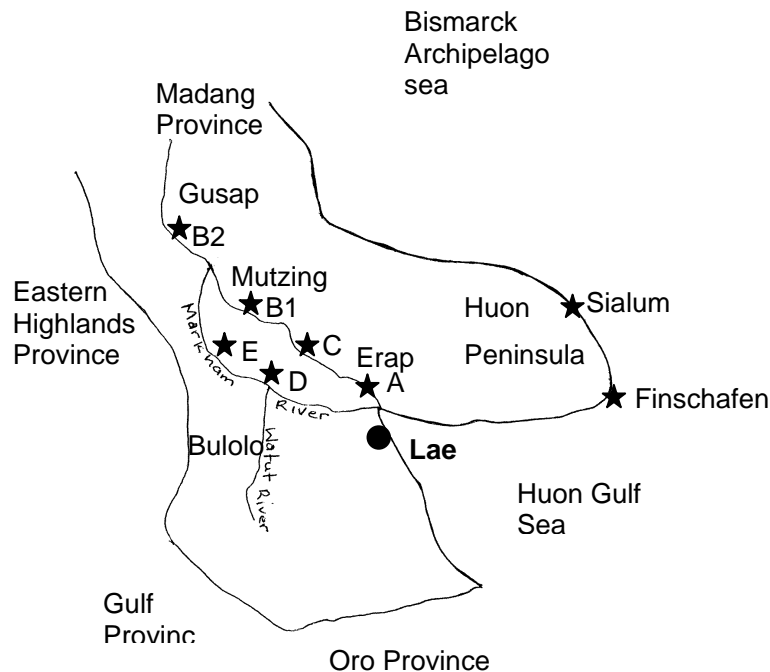 Bismarck
Archipelago
sea
Madang
Province
Gusap
B2
Mutzing
B1
Eastern
Highlands
Province
Huon
Peninsula
Sialum
Markham
River
E
C
D
Erap
A
Finschafen
Bulolo
Watut River
Lae
Huon Gulf
Sea
Gulf
Provinc
Oro Province